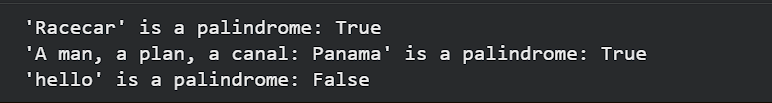 'Racecar' is a palindrome: True
'A man, a plan, a canal: Panama' is a palindrome: True
'hello' is a palindrome: False